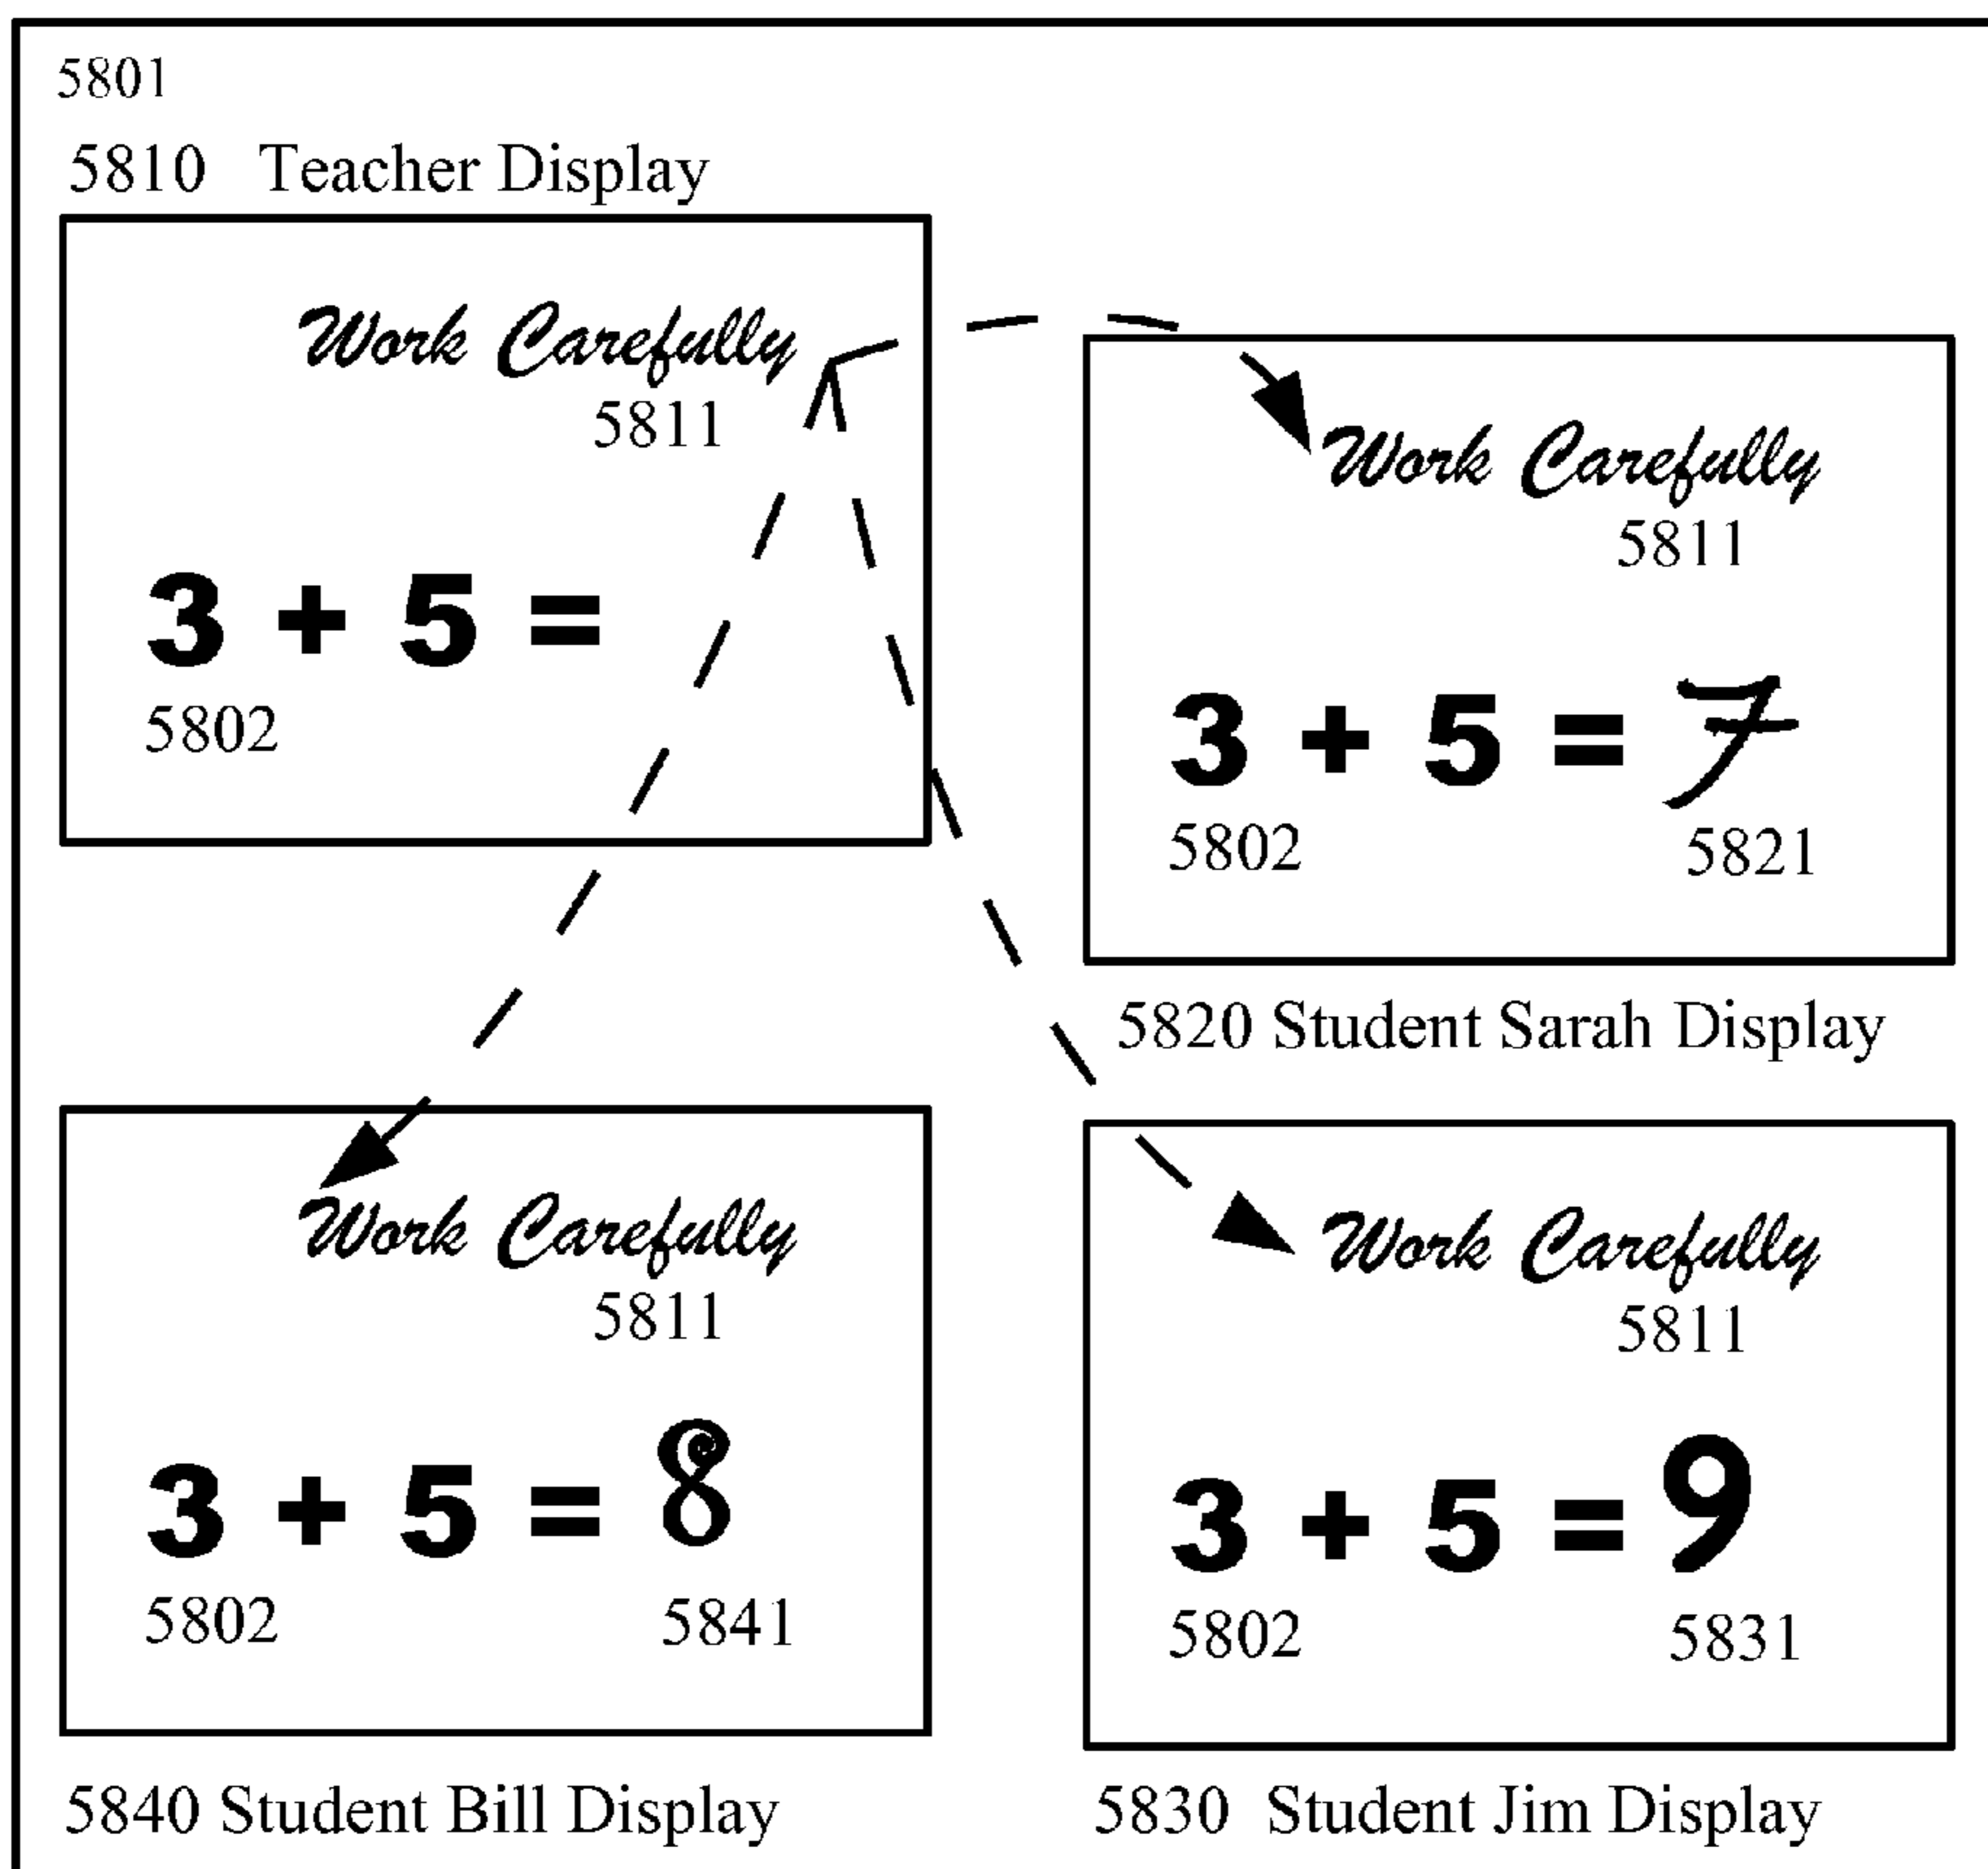 5801
5810 Teacher Display
Work Carefully
5811
3 + 5 =
5802
Work Carefully
5811
3 + 5 = 7
5802 5821
5820 Student Sarah Display
Work Carefully
5811
3 + 5 = 8
5802 5841
5840 Student Bill Display
Work Carefully
5811
3 + 5 = 9
5802 5831
5830 Student Jim Display